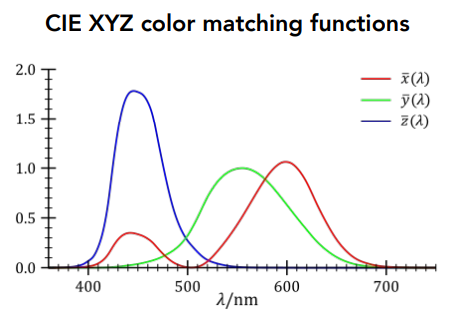 CIE XYZ color matching functions
2.0
x̄(λ)
ȳ(λ)
z̄(λ)
1.5
1.0
0.5
0.0
400 500 600 700
λ/nm